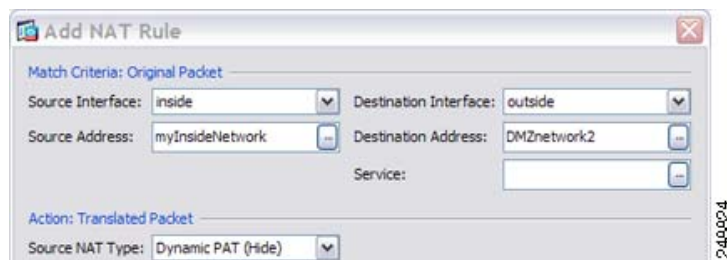 Add NAT Rule
Match Criteria: Original Packet
Source Interface: inside Destination Interface: outside
Source Address: myInsideNetwork ... Destination Address: DMZnetwork2 ...
Service: ...
Action: Translated Packet
Source NAT Type: Dynamic PAT (Hide)
248824